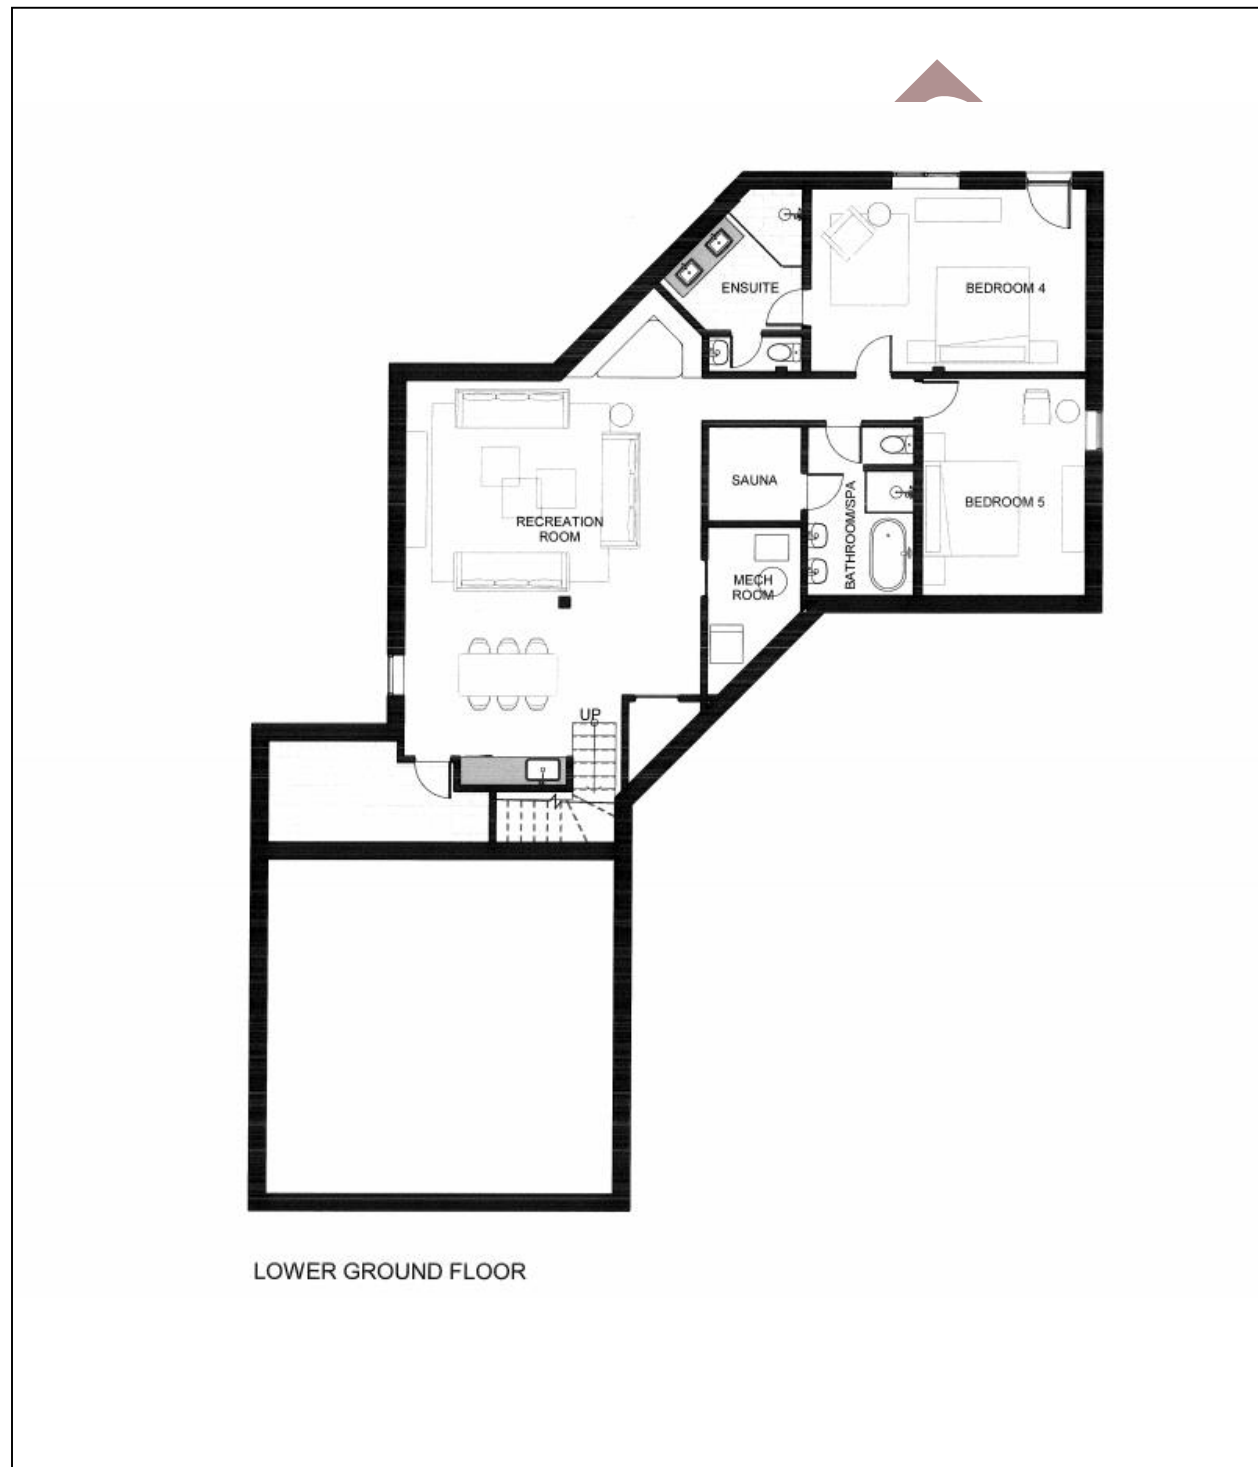 ENSUITE
BEDROOM 4
SAUNA
BEDROOM 5
RECREATION
ROOM
BATHROOM/SPA
MECH
ROOM
UP
LOWER GROUND FLOOR